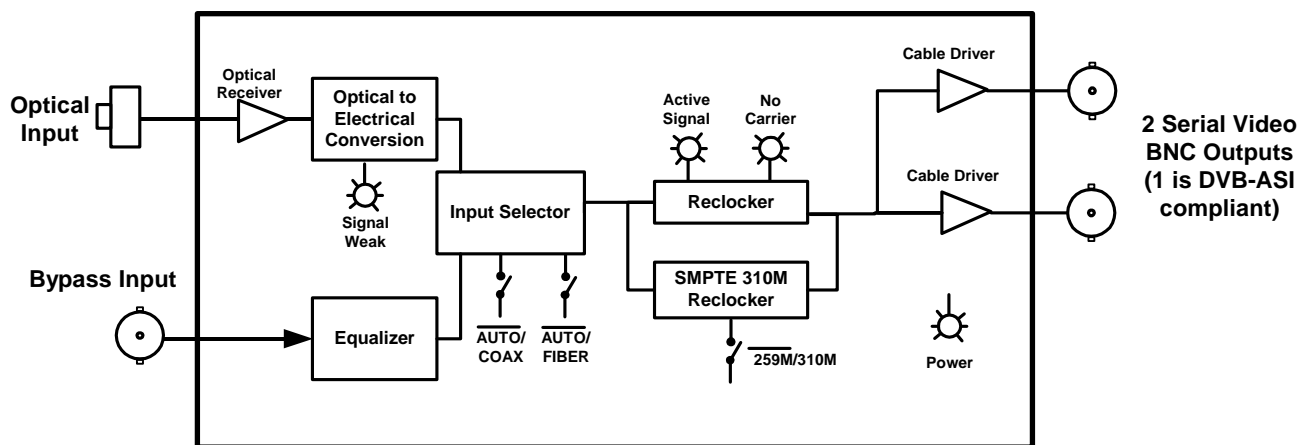 Optical
Input
Optical
Receiver
Optical to
Electrical
Conversion
Signal
Weak
Bypass Input
Equalizer
Input Selector
AUTO/
COAX
AUTO/
FIBER
Active
Signal
No
Carrier
Reclocker
SMPTE 310M
Reclocker
259M/310M
Cable Driver
Cable Driver
Power
2 Serial Video
BNC Outputs
(1 is DVB-ASI
compliant)